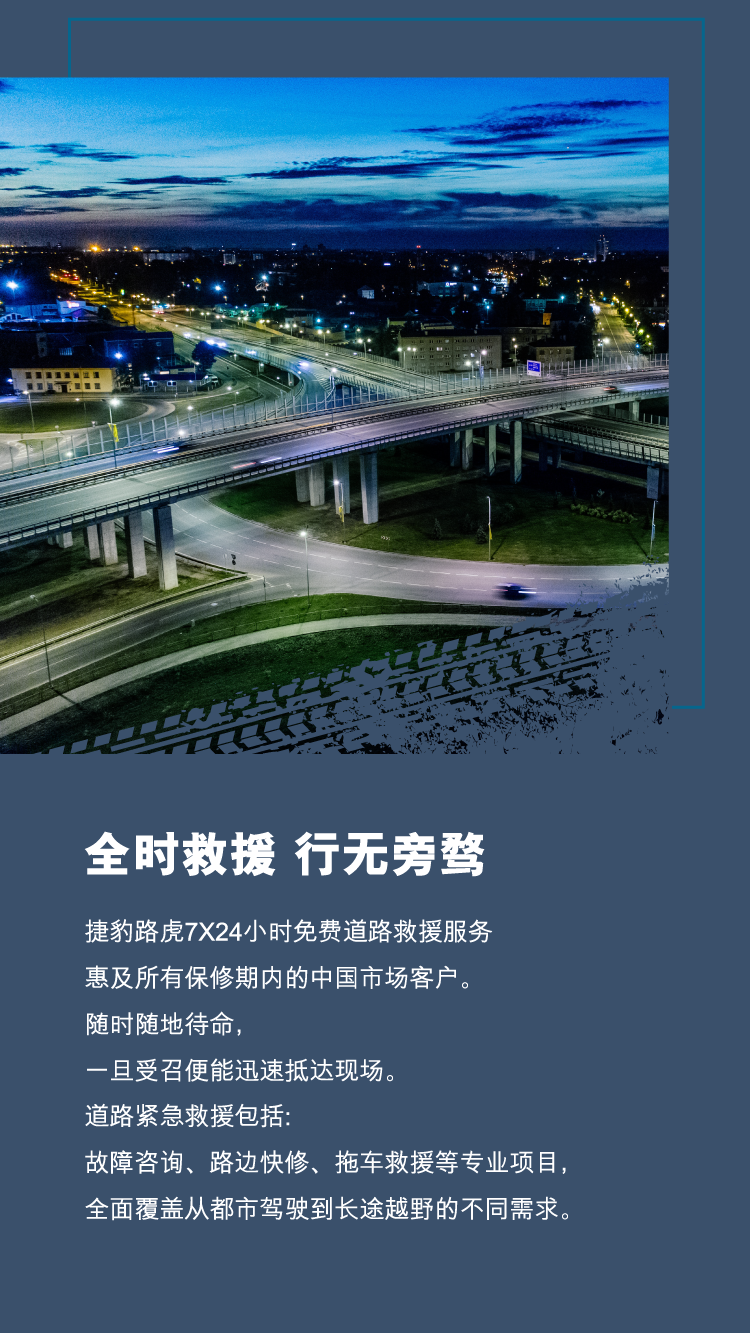 全时救援 行无旁骛
捷豹路虎7X24小时免费道路救援服务
惠及所有保修期内的中国市场客户。
随时随地待命，
一旦受召便能迅速抵达现场。
道路紧急救援包括:
故障咨询、路边快修、拖车救援等专业项目，
全面覆盖从都市驾驶到长途越野的不同需求。